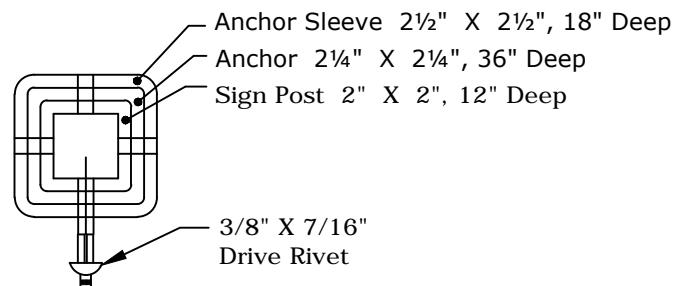 Anchor Sleeve 2½" X 2½", 18" Deep
Anchor 2¼" X 2¼", 36" Deep
Sign Post 2" X 2", 12" Deep
3/8" X 7/16"
Drive Rivet